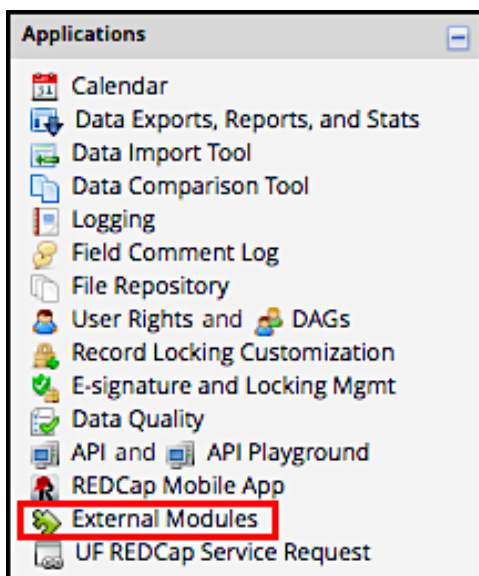 Applications
Calendar
Data Exports, Reports, and Stats
Data Import Tool
Data Comparison Tool
Logging
Field Comment Log
File Repository
User Rights and DAGs
Record Locking Customization
E-signature and Locking Mgmt
Data Quality
API and API Playground
REDCap Mobile App
External Modules
UF REDCap Service Request